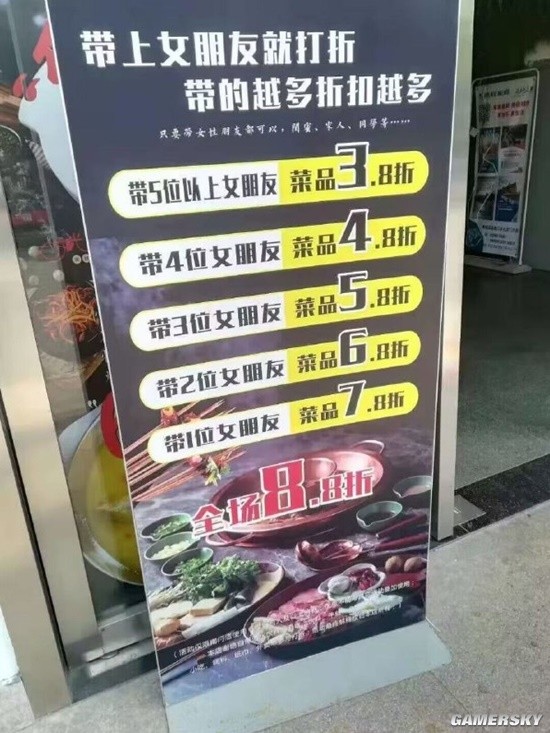 带上女朋友就打折
带的越多折扣越多
只要带女性朋友都可以，閨蜜、家人、同學等……
带5位以上女朋友 菜品3.8折
带4位女朋友 菜品4.8折
带3位女朋友 菜品5.8折
带2位女朋友 菜品6.8折
带1位女朋友 菜品7.8折
全场8.8折
GAMERSKY